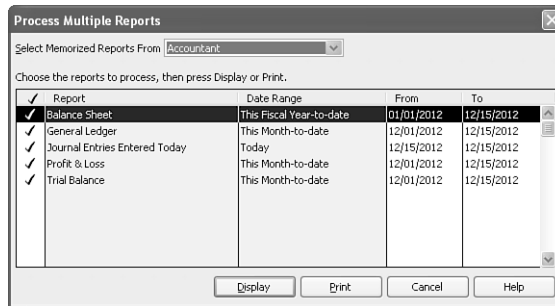 Process Multiple Reports
Select Memorized Reports From Accountant
Choose the reports to process, then press Display or Print.
✓ Report Date Range From To
✓ Balance Sheet This Fiscal Year-to-date 01/01/2012 12/15/2012
✓ General Ledger This Month-to-date 12/01/2012 12/15/2012
✓ Journal Entries Entered Today Today 12/15/2012 12/15/2012
✓ Profit & Loss This Month-to-date 12/01/2012 12/15/2012
✓ Trial Balance This Month-to-date 12/01/2012 12/15/2012
Display Print Cancel Help